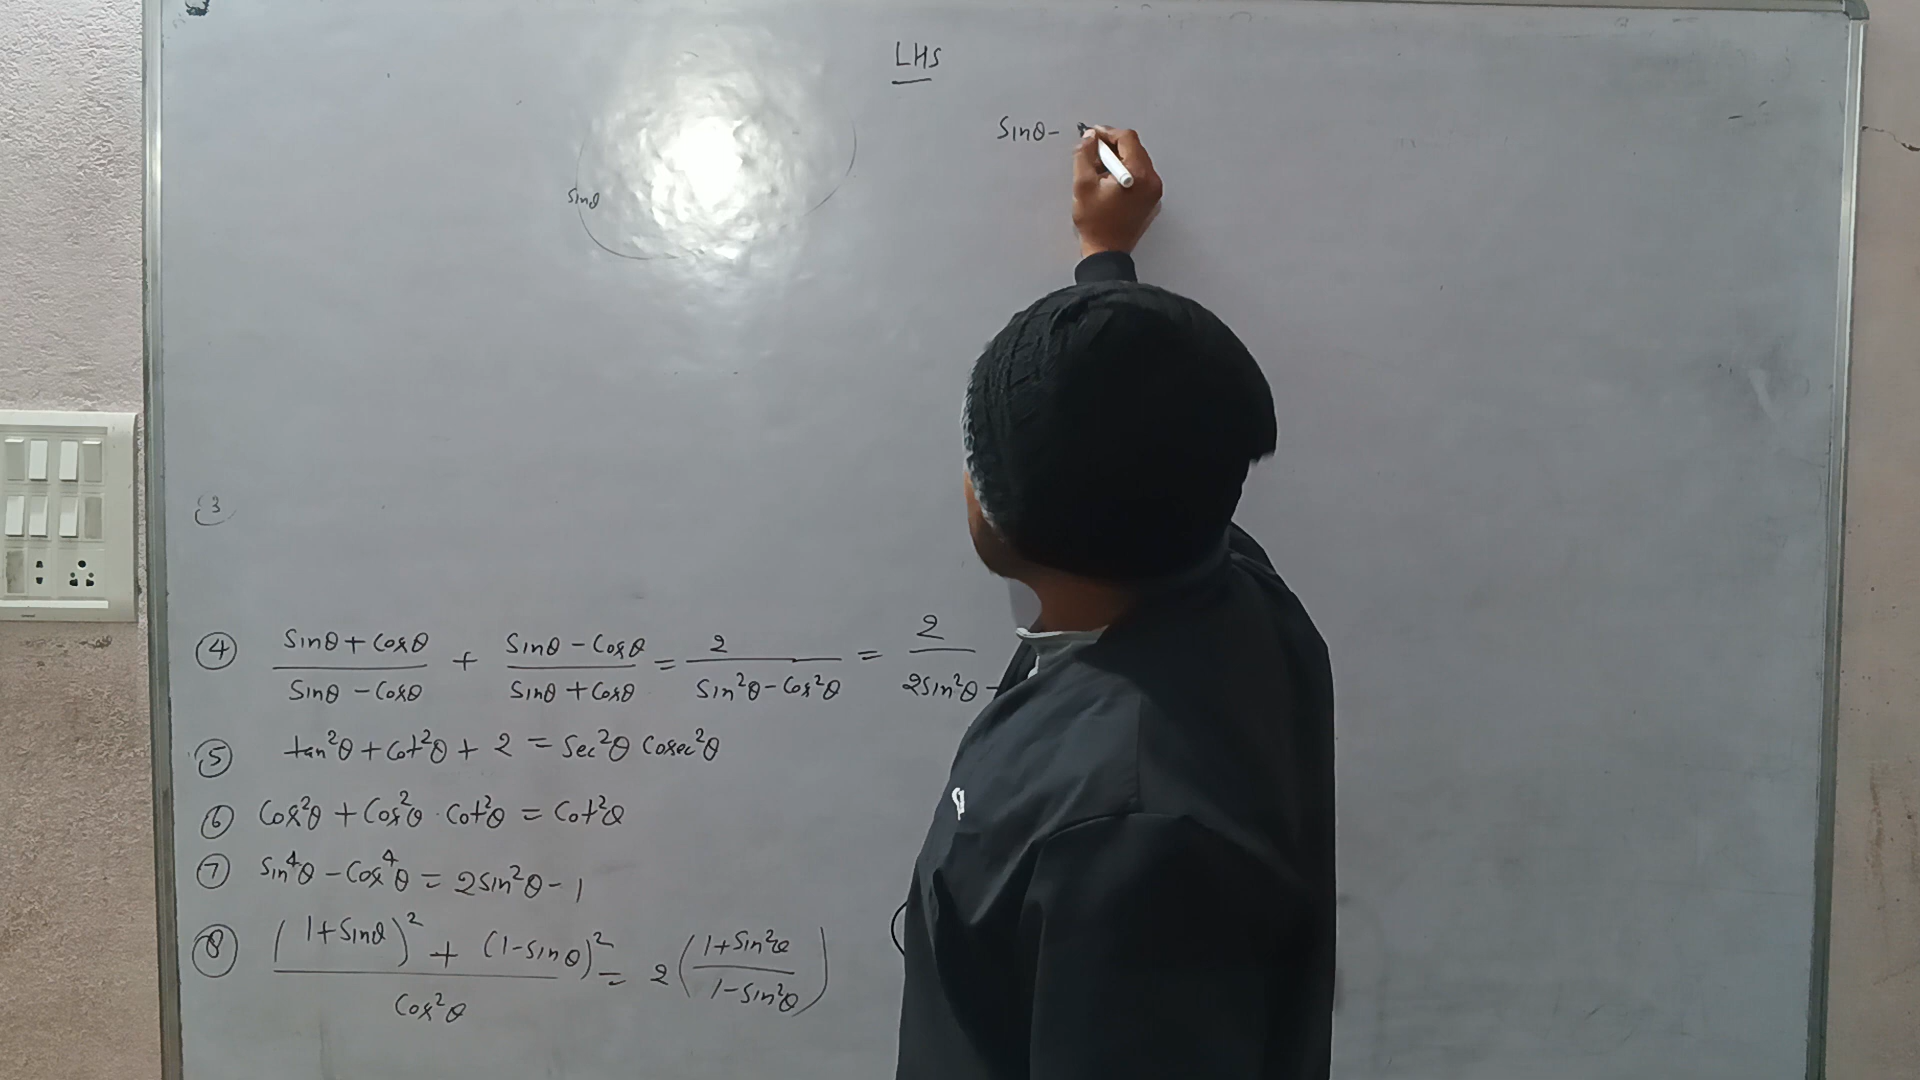 LHS
Sinθ-
sinθ
(3
④ (Sinθ + Cosθ)/(Sinθ - Cosθ) + (Sinθ - Cosθ)/(Sinθ + Cosθ) = 2/(Sin²θ - Cos²θ) = 2/(2Sin²θ -
⑤ tan²θ + Cot²θ + 2 = Sec²θ Cosec²θ
⑥ Cos²θ + Cos²θ · Cot²θ = Cot²θ
⑦ Sin⁴θ - Cos⁴θ = 2Sin²θ - 1
⑧ ((1+Sinθ)² + (1-Sinθ)²)/Cos²θ = 2((1+Sin²θ)/(1-Sin²θ))